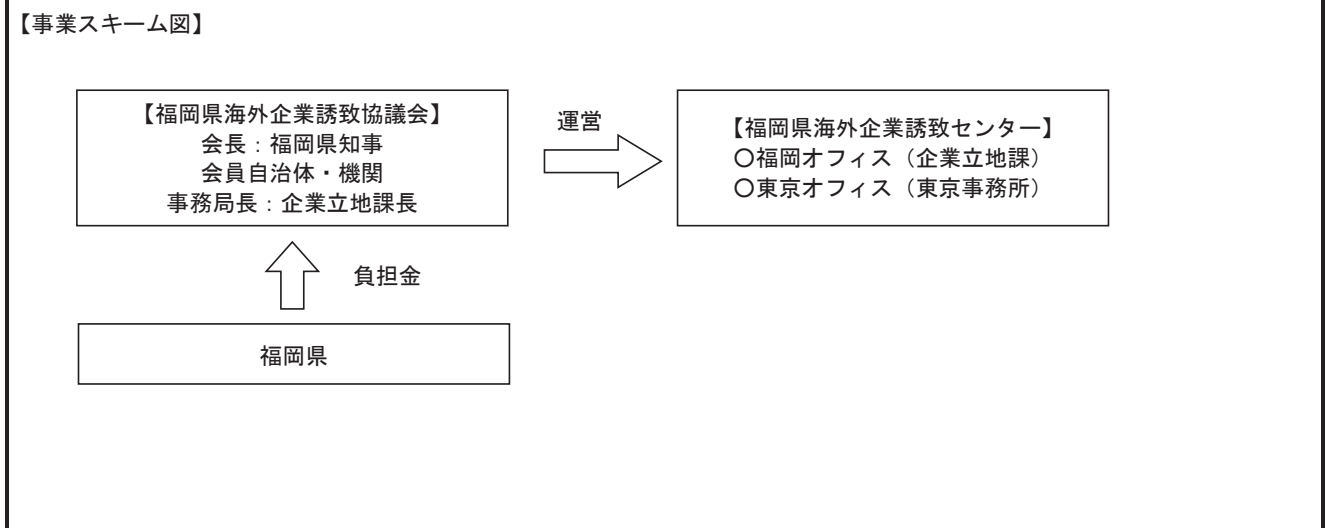 【事業スキーム図】
【福岡県海外企業誘致協議会】
会長：福岡県知事
会員自治体・機関
事務局長：企業立地課長
運営
【福岡県海外企業誘致センター】
○福岡オフィス（企業立地課）
○東京オフィス（東京事務所）
負担金
福岡県